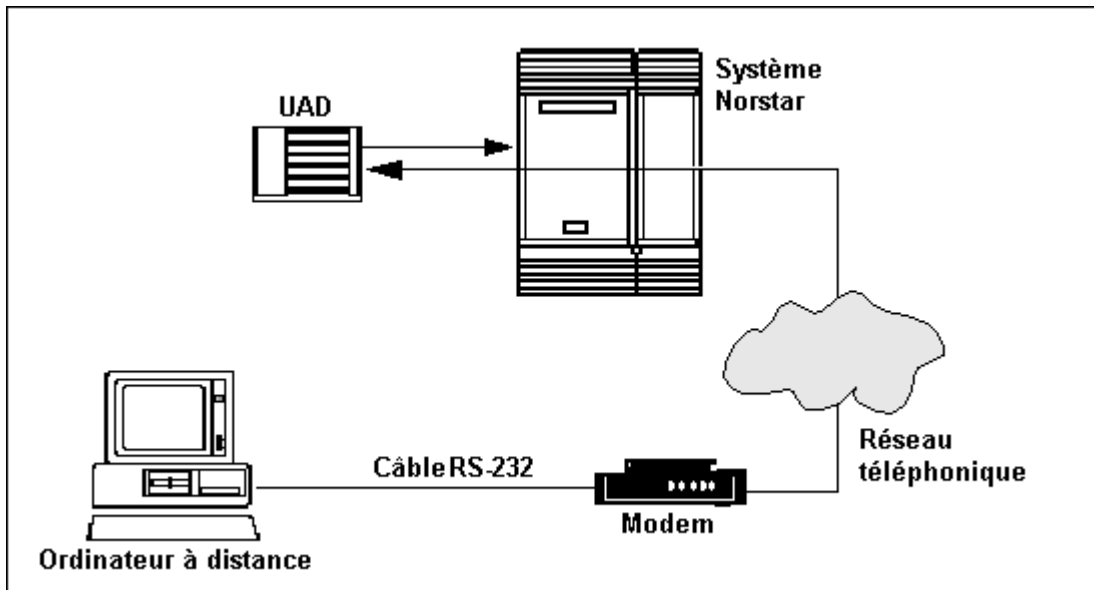 Système
Norstar
UAD
Réseau
téléphonique
Câble RS-232
Modem
Ordinateur à distance